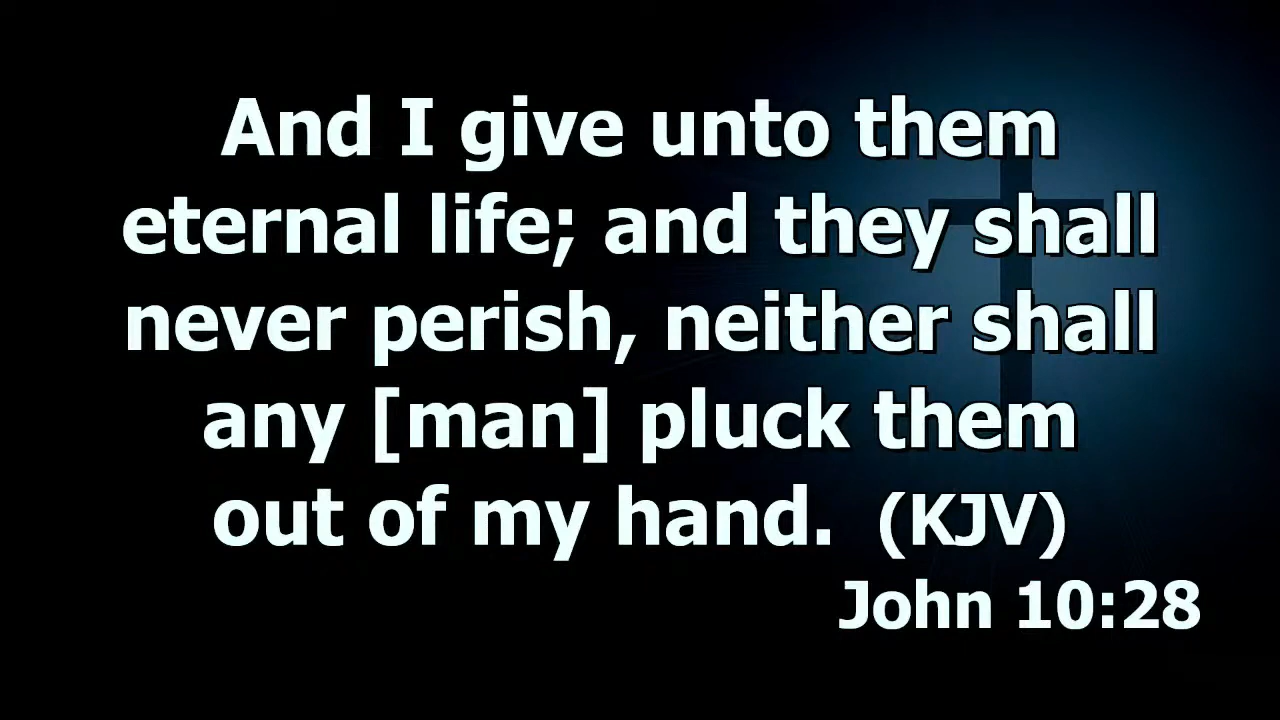 And I give unto them
eternal life; and they shall
never perish, neither shall
any [man] pluck them
out of my hand. (KJV)
John 10:28